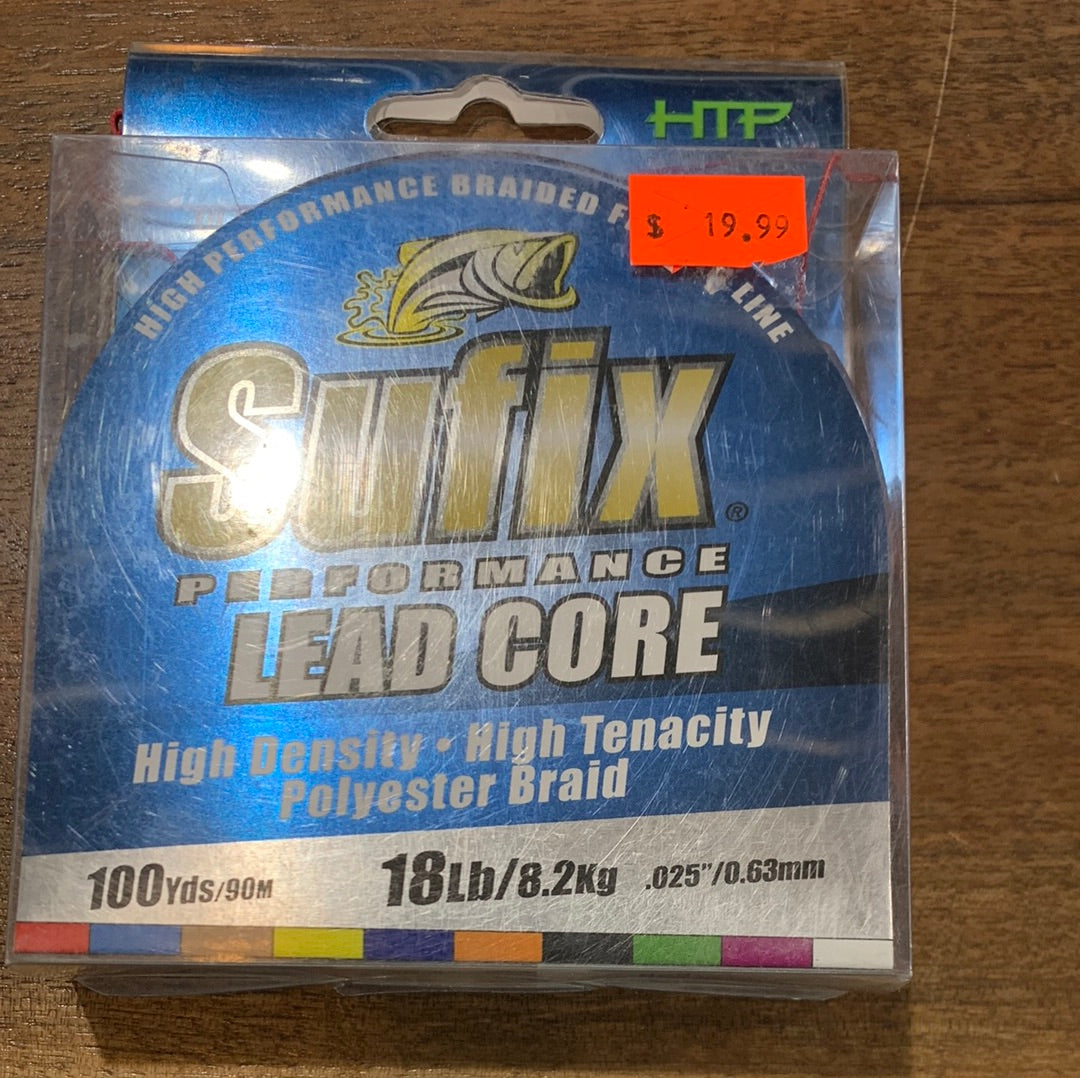 HTP
HIGH PERFORMANCE BRAIDED
LINE
$ 19.99
Sufix®
PERFORMANCE
LEAD CORE
High Density • High Tenacity
Polyester Braid
100Yds/90M 18Lb/8.2Kg .025"/0.63mm